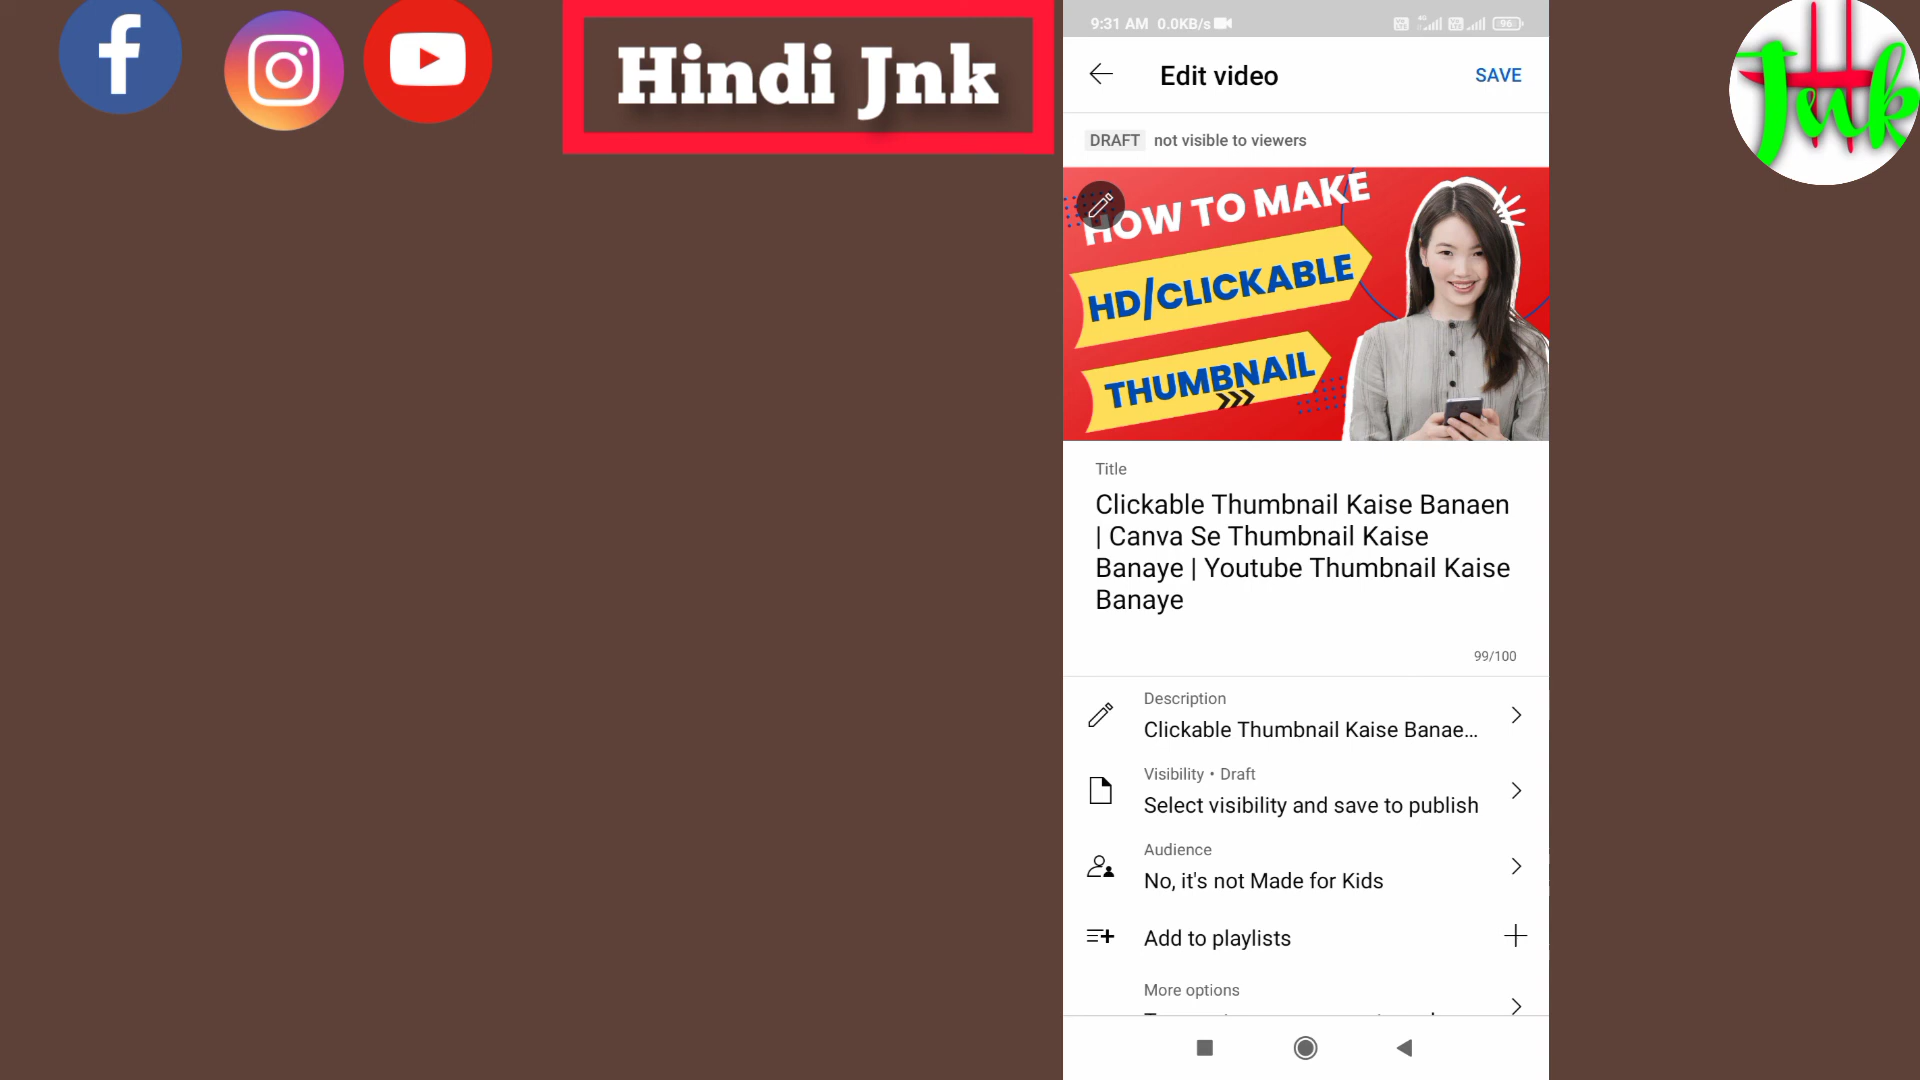 Hindi Jnk
Jnk
9:31 AM 0.0KB/s
96
Edit video
SAVE
DRAFT not visible to viewers
HOW TO MAKE
HD/CLICKABLE
THUMBNAIL
Title
Clickable Thumbnail Kaise Banaen
| Canva Se Thumbnail Kaise
Banaye | Youtube Thumbnail Kaise
Banaye
99/100
Description
Clickable Thumbnail Kaise Banae...
Visibility • Draft
Select visibility and save to publish
Audience
No, it's not Made for Kids
Add to playlists
More options